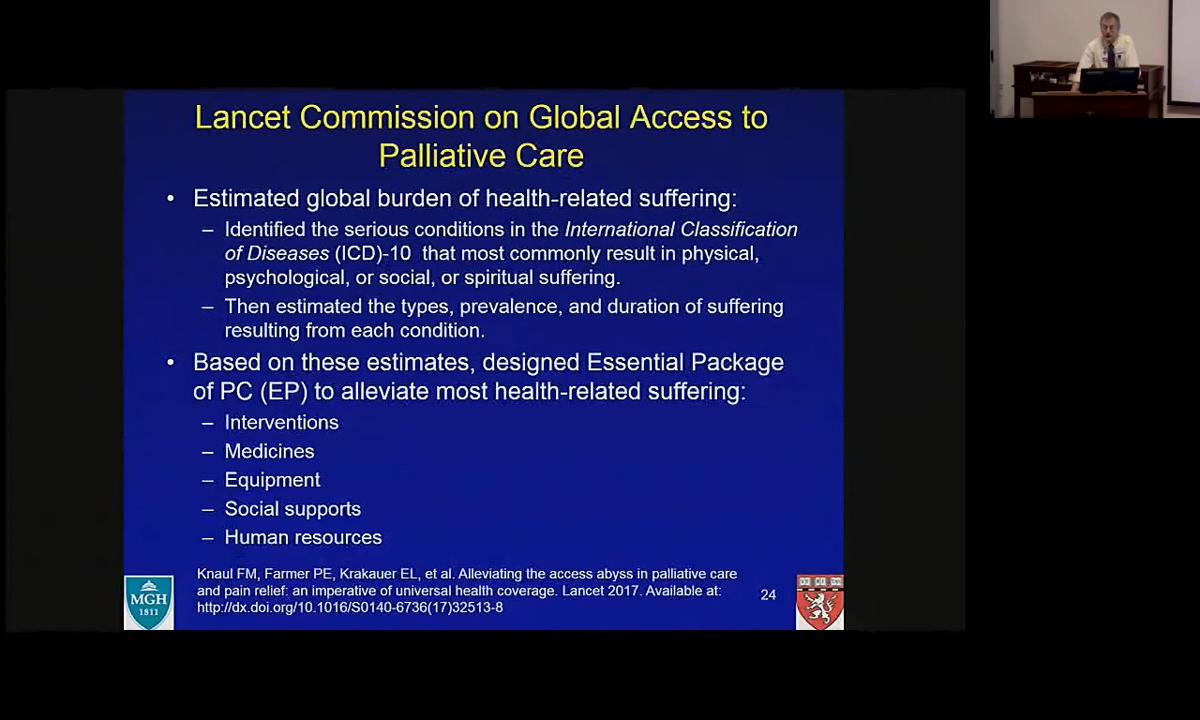 Lancet Commission on Global Access to
Palliative Care
• Estimated global burden of health-related suffering:
– Identified the serious conditions in the International Classification
of Diseases (ICD)-10 that most commonly result in physical,
psychological, or social, or spiritual suffering.
– Then estimated the types, prevalence, and duration of suffering
resulting from each condition.
• Based on these estimates, designed Essential Package
of PC (EP) to alleviate most health-related suffering:
– Interventions
– Medicines
– Equipment
– Social supports
– Human resources
Knaul FM, Farmer PE, Krakauer EL, et al. Alleviating the access abyss in palliative care
and pain relief: an imperative of universal health coverage. Lancet 2017. Available at:
http://dx.doi.org/10.1016/S0140-6736(17)32513-8
24
MGH
1811